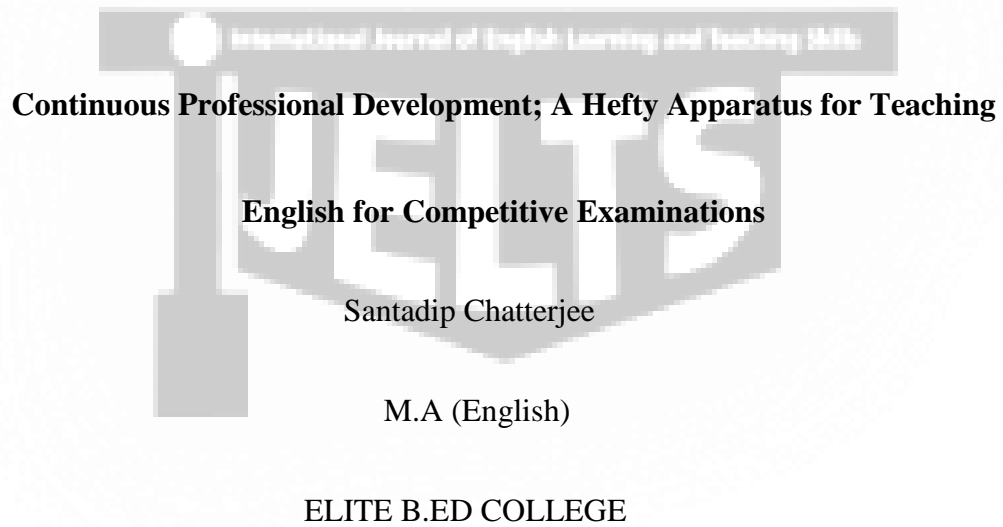 International Journal of English Learning and Teaching Skills
Continuous Professional Development; A Hefty Apparatus for Teaching
IJELTS
English for Competitive Examinations
Santadip Chatterjee
M.A (English)
ELITE B.ED COLLEGE